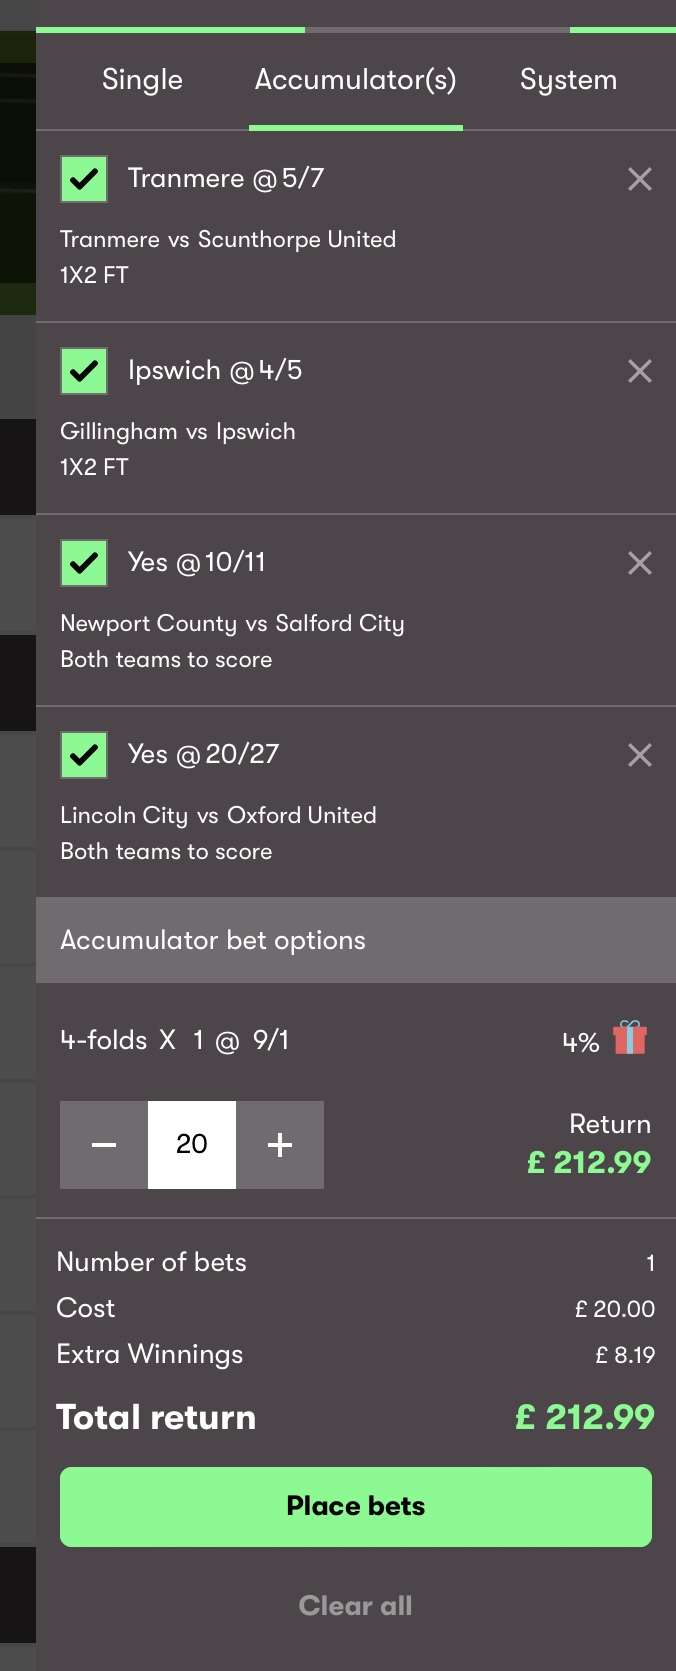 Single Accumulator(s) System
Tranmere @ 5/7
Tranmere vs Scunthorpe United
1X2 FT
Ipswich @ 4/5
Gillingham vs Ipswich
1X2 FT
Yes @ 10/11
Newport County vs Salford City
Both teams to score
Yes @ 20/27
Lincoln City vs Oxford United
Both teams to score
Accumulator bet options
4-folds X 1 @ 9/1 4%
Return
− 20 + £ 212.99
Number of bets 1
Cost £ 20.00
Extra Winnings £ 8.19
Total return £ 212.99
Place bets
Clear all